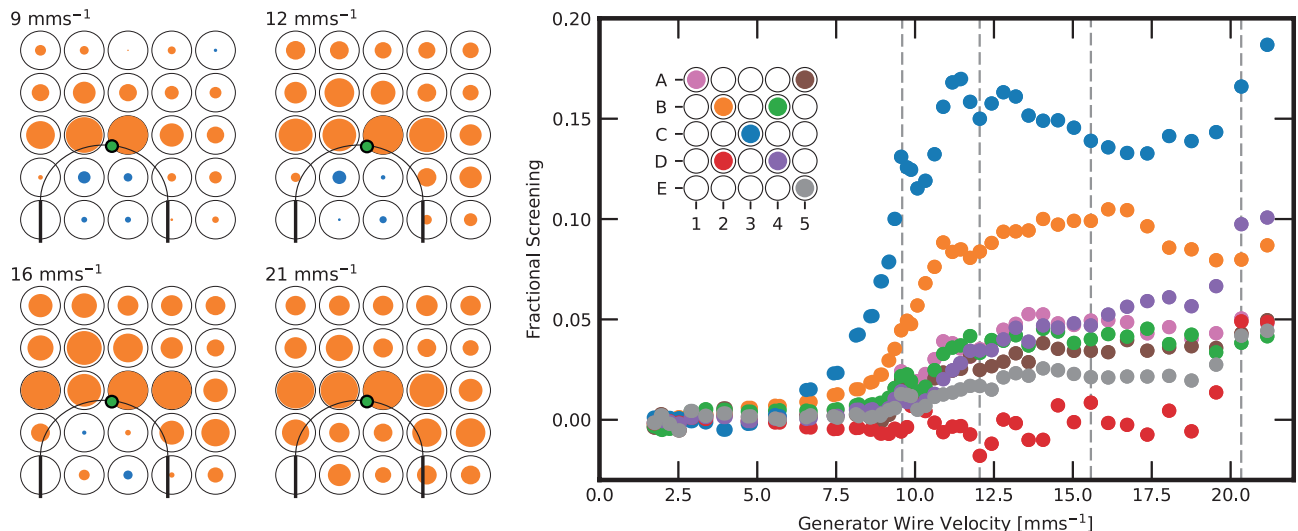 9 mms⁻¹
12 mms⁻¹
16 mms⁻¹
21 mms⁻¹
Fractional Screening
0.20
0.15
0.10
0.05
0.00
A
B
C
D
E
1 2 3 4 5
0.0 2.5 5.0 7.5 10.0 12.5 15.0 17.5 20.0
Generator Wire Velocity [mms⁻¹]